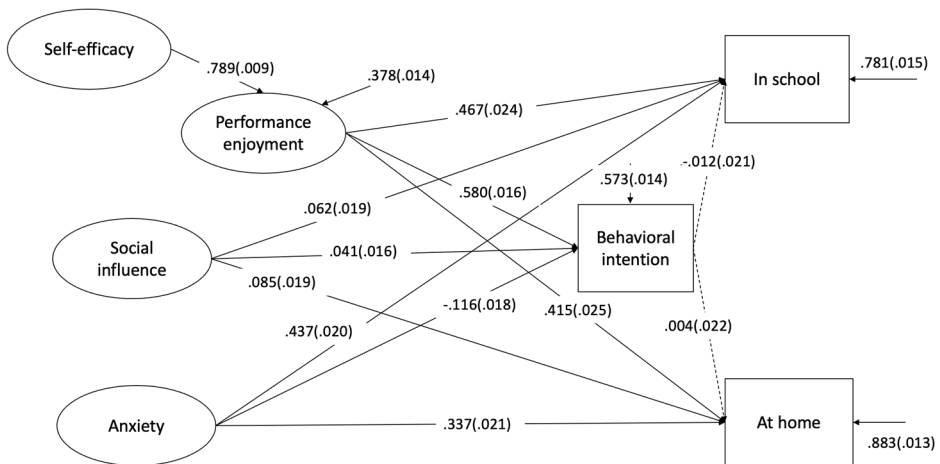 Self-efficacy
.789(.009)
.378(.014)
In school
.781(.015)
Performance
enjoyment
.467(.024)
-.012(.021)
.573(.014)
.580(.016)
.062(.019)
Social
influence
.041(.016)
Behavioral
intention
.085(.019)
-.116(.018)
.415(.025)
.437(.020)
.004(.022)
Anxiety
.337(.021)
At home
.883(.013)